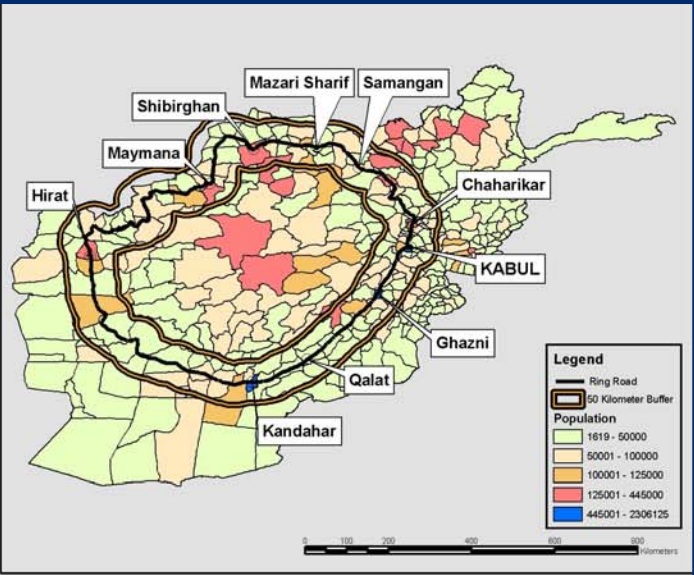 Mazari Sharif
Samangan
Shibirghan
Maymana
Chaharikar
Hirat
KABUL
Ghazni
Qalat
Kandahar
Legend
Ring Road
50 Kilometer Buffer
Population
1619 - 50000
50001 - 100000
100001 - 125000
125001 - 445000
445001 - 2306125
0 100 200 400 600 800
Kilometers